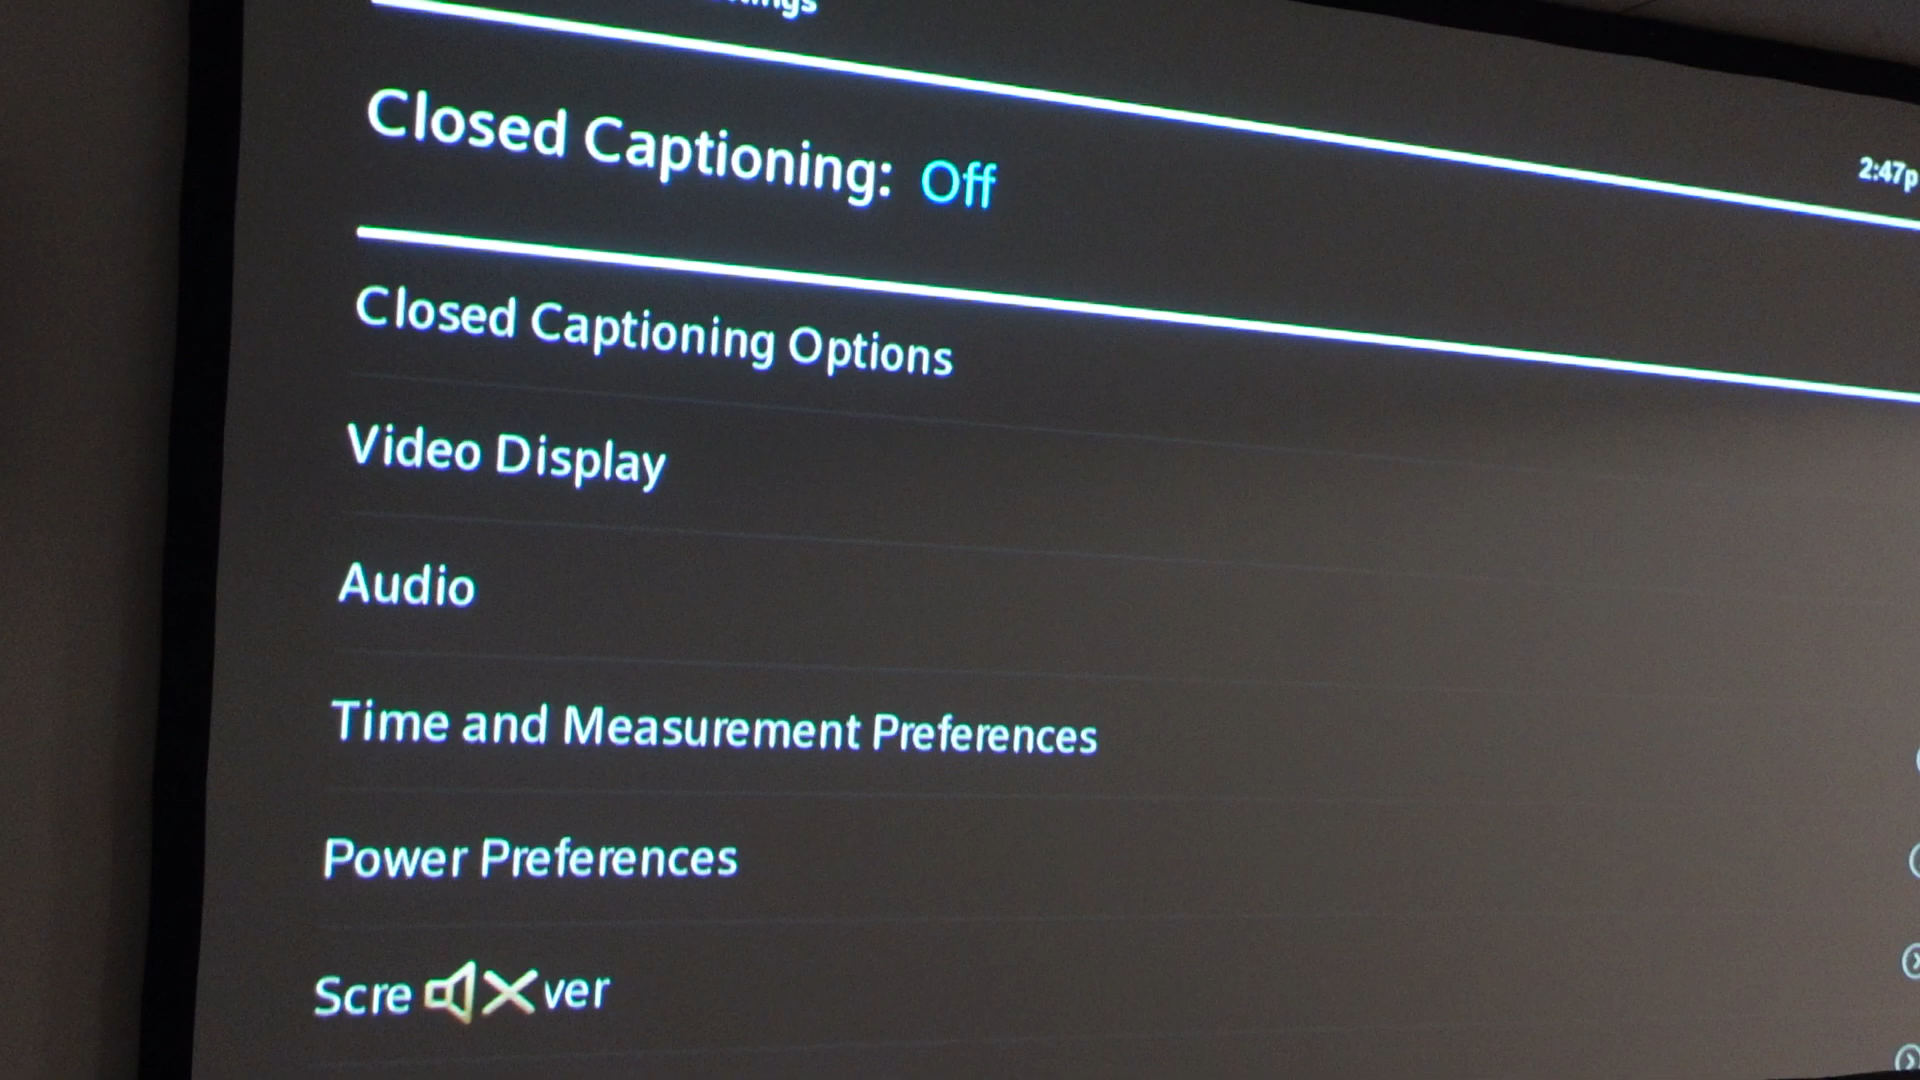 Closed Captioning: Off
2:47p
Closed Captioning Options
Video Display
Audio
Time and Measurement Preferences
Power Preferences
Scre ver